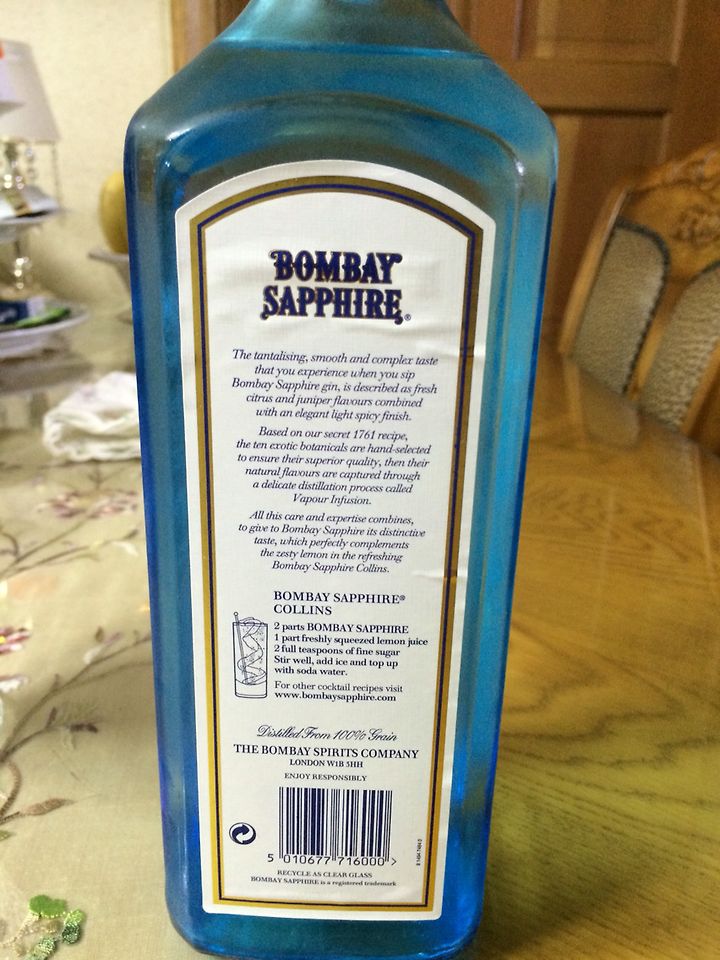 BOMBAY
SAPPHIRE®
The tantalising, smooth and complex taste
that you experience when you sip
Bombay Sapphire gin, is described as fresh
citrus and juniper flavours combined
with an elegant light spicy finish.
Based on our secret 1761 recipe,
the ten exotic botanicals are hand-selected
to ensure their superior quality, then their
natural flavours are captured through
a delicate distillation process called
Vapour Infusion.
All this care and expertise combines,
to give to Bombay Sapphire its distinctive
taste, which perfectly complements
the zesty lemon in the refreshing
Bombay Sapphire Collins.
BOMBAY SAPPHIRE®
COLLINS
2 parts BOMBAY SAPPHIRE
1 part freshly squeezed lemon juice
2 full teaspoons of fine sugar
Stir well, add ice and top up
with soda water.
For other cocktail recipes visit
www.bombaysapphire.com
Distilled From 100% Grain
THE BOMBAY SPIRITS COMPANY
LONDON W1B 5HH
ENJOY RESPONSIBLY
5 010677 716000 >
RECYCLE AS CLEAR GLASS
BOMBAY SAPPHIRE is a registered trademark